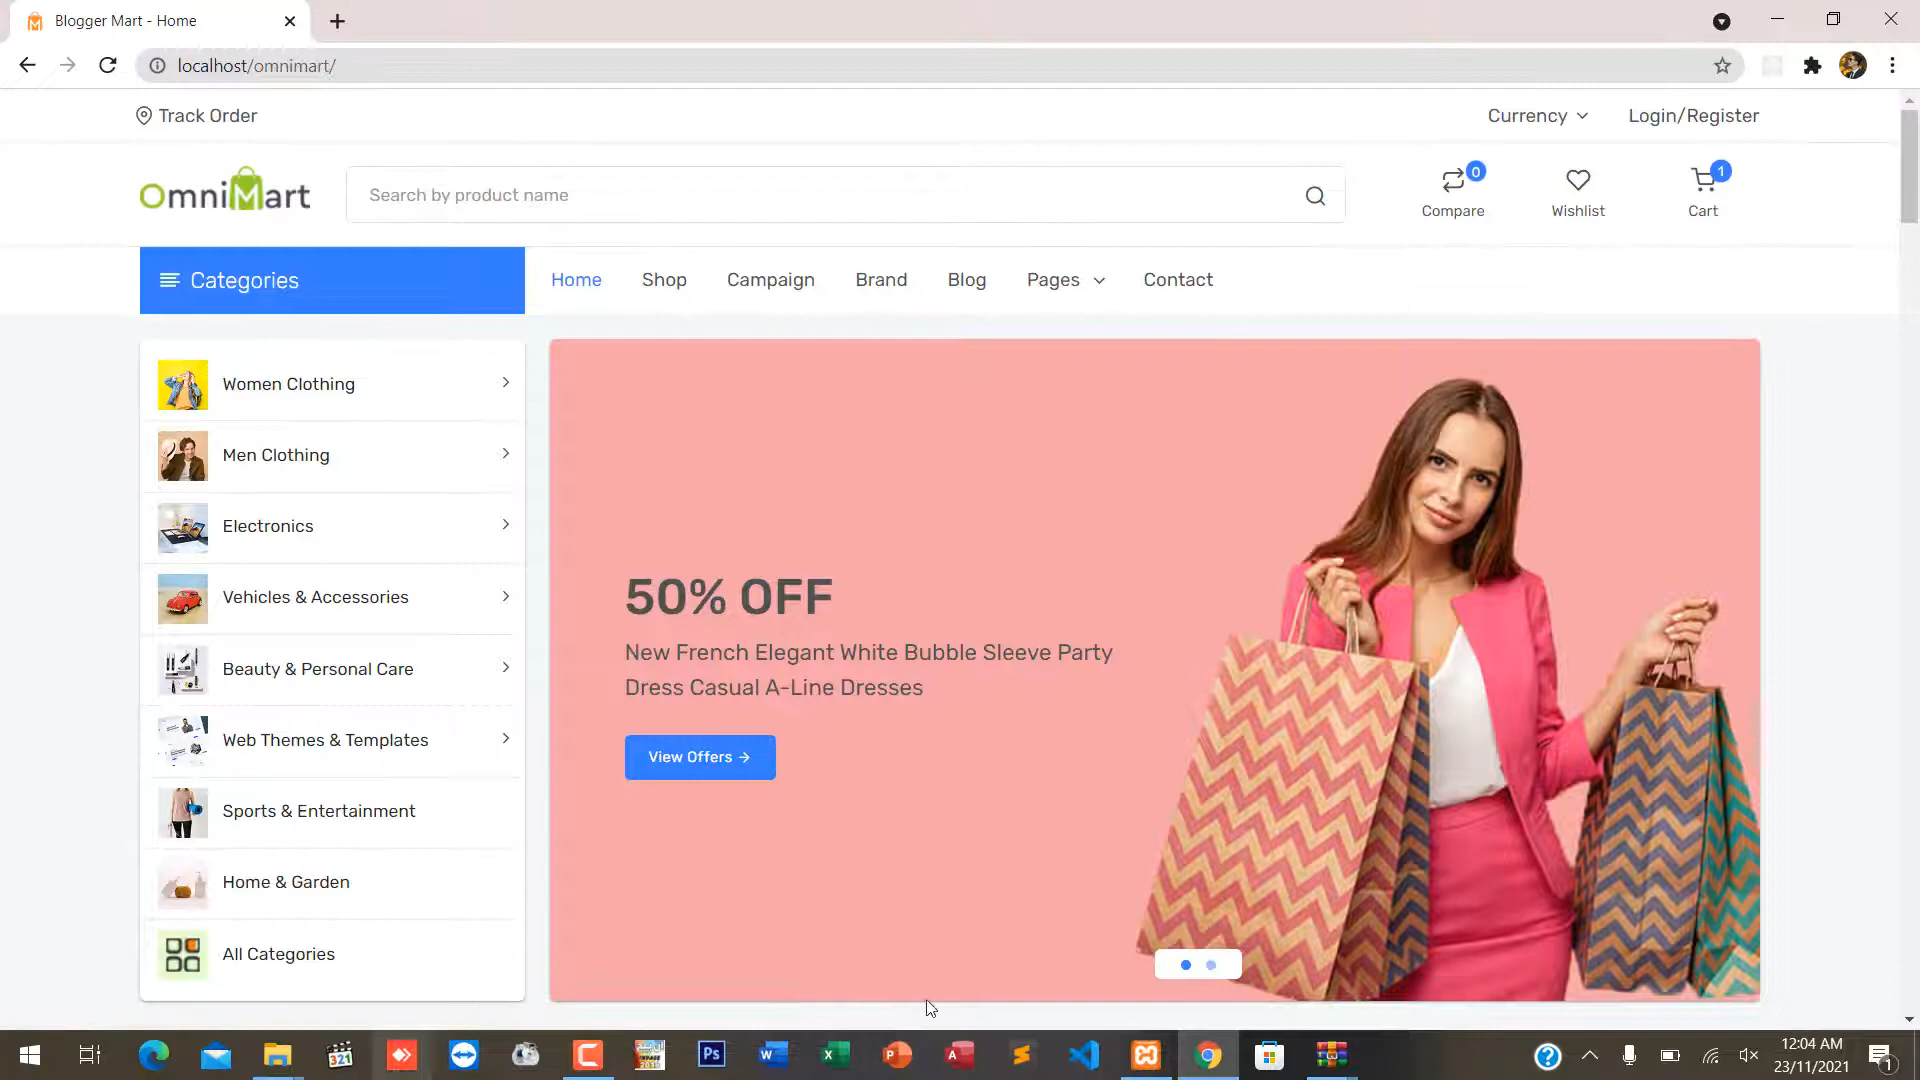 Blogger Mart - Home
localhost/omnimart/
Track Order
Currency
Login/Register
OmniMart
Search by product name
0
Compare
Wishlist
1
Cart
Categories
Home
Shop
Campaign
Brand
Blog
Pages
Contact
Women Clothing
Men Clothing
Electronics
Vehicles & Accessories
Beauty & Personal Care
Web Themes & Templates
Sports & Entertainment
Home & Garden
All Categories
50% OFF
New French Elegant White Bubble Sleeve Party
Dress Casual A-Line Dresses
View Offers →
321
Ps
12:04 AM
23/11/2021
1